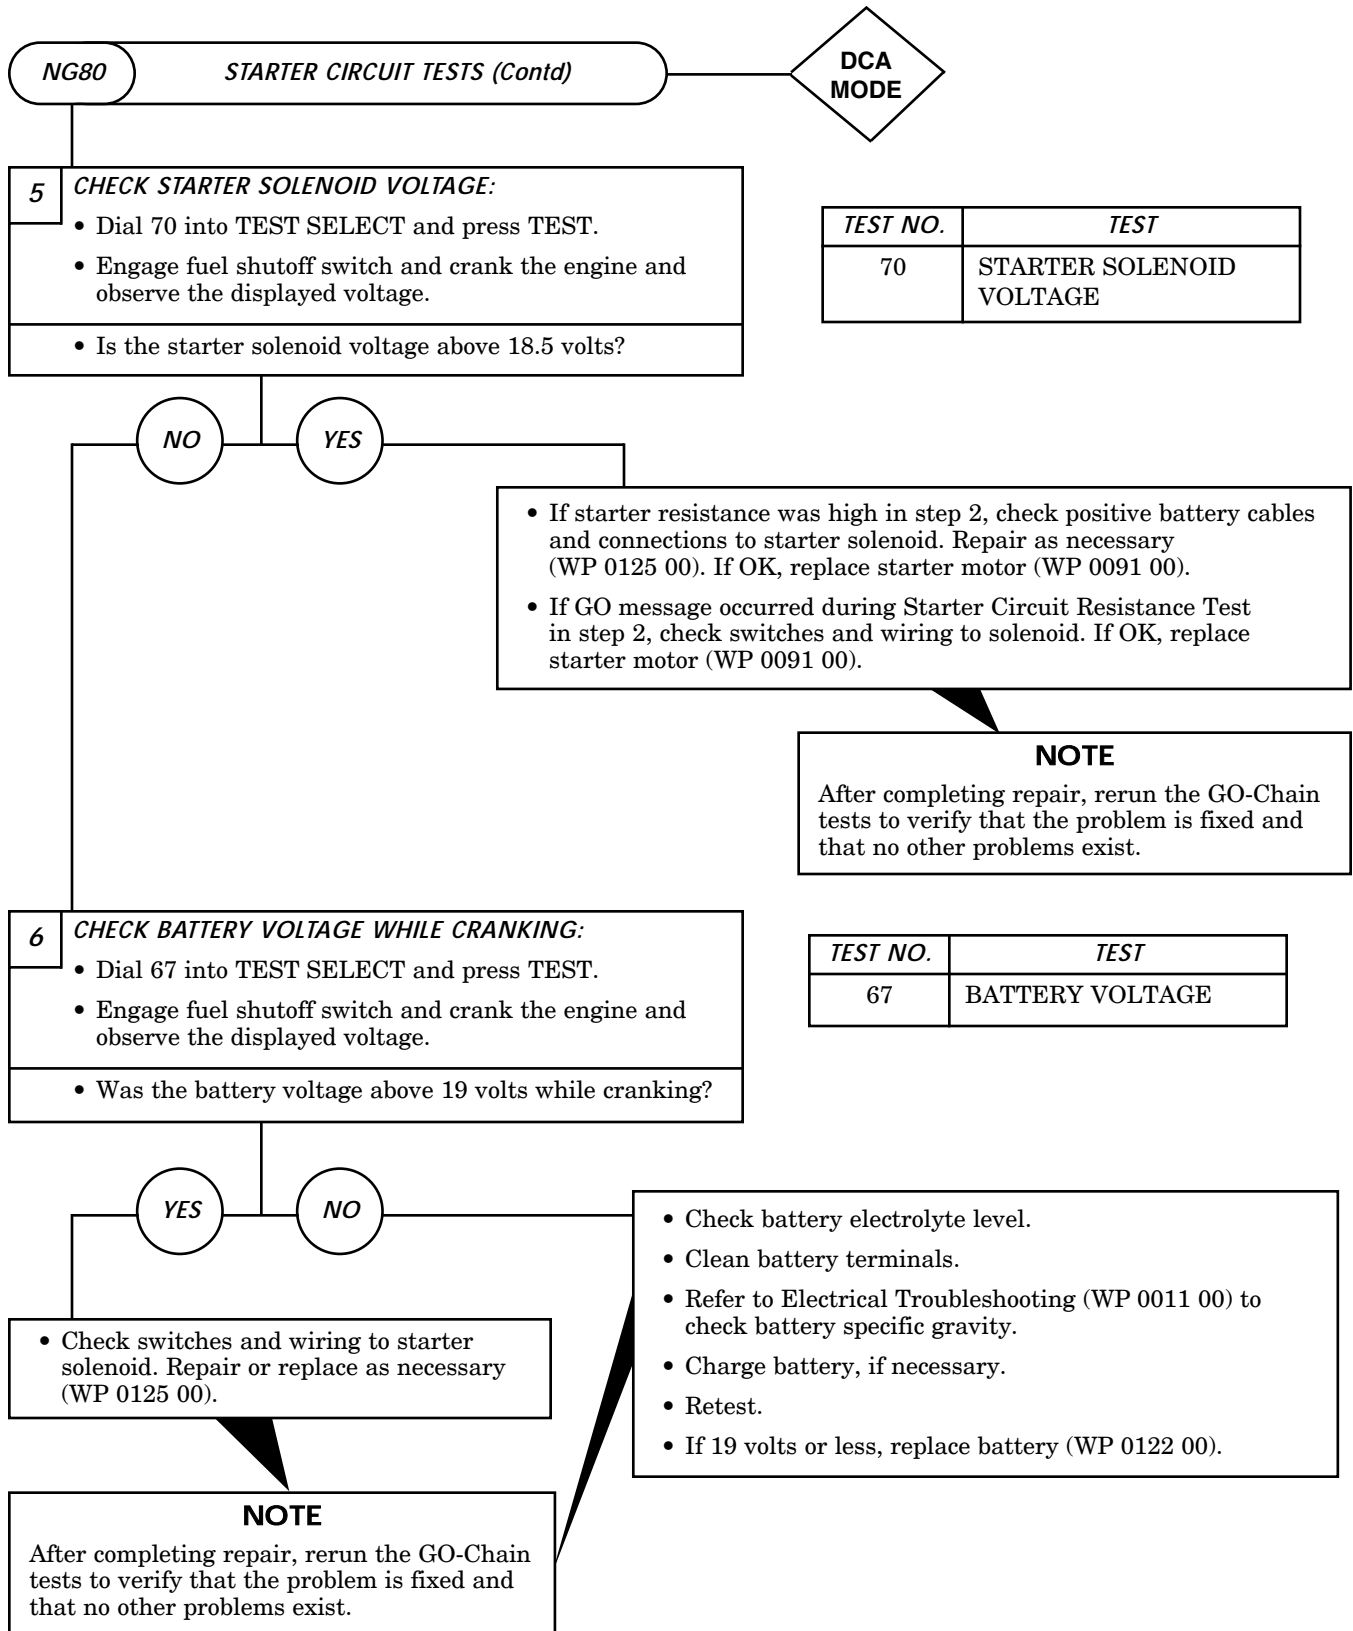 NG80
STARTER CIRCUIT TESTS (Contd)
DCA
MODE
5
CHECK STARTER SOLENOID VOLTAGE:
• Dial 70 into TEST SELECT and press TEST.
• Engage fuel shutoff switch and crank the engine and
observe the displayed voltage.
• Is the starter solenoid voltage above 18.5 volts?
TEST NO. TEST
70 STARTER SOLENOID
VOLTAGE
NO
YES
• If starter resistance was high in step 2, check positive battery cables
and connections to starter solenoid. Repair as necessary
(WP 0125 00). If OK, replace starter motor (WP 0091 00).
• If GO message occurred during Starter Circuit Resistance Test
in step 2, check switches and wiring to solenoid. If OK, replace
starter motor (WP 0091 00).
NOTE
After completing repair, rerun the GO-Chain
tests to verify that the problem is fixed and
that no other problems exist.
6
CHECK BATTERY VOLTAGE WHILE CRANKING:
• Dial 67 into TEST SELECT and press TEST.
• Engage fuel shutoff switch and crank the engine and
observe the displayed voltage.
• Was the battery voltage above 19 volts while cranking?
TEST NO. TEST
67 BATTERY VOLTAGE
YES
NO
• Check battery electrolyte level.
• Clean battery terminals.
• Refer to Electrical Troubleshooting (WP 0011 00) to
check battery specific gravity.
• Charge battery, if necessary.
• Retest.
• If 19 volts or less, replace battery (WP 0122 00).
• Check switches and wiring to starter
solenoid. Repair or replace as necessary
(WP 0125 00).
NOTE
After completing repair, rerun the GO-Chain
tests to verify that the problem is fixed and
that no other problems exist.